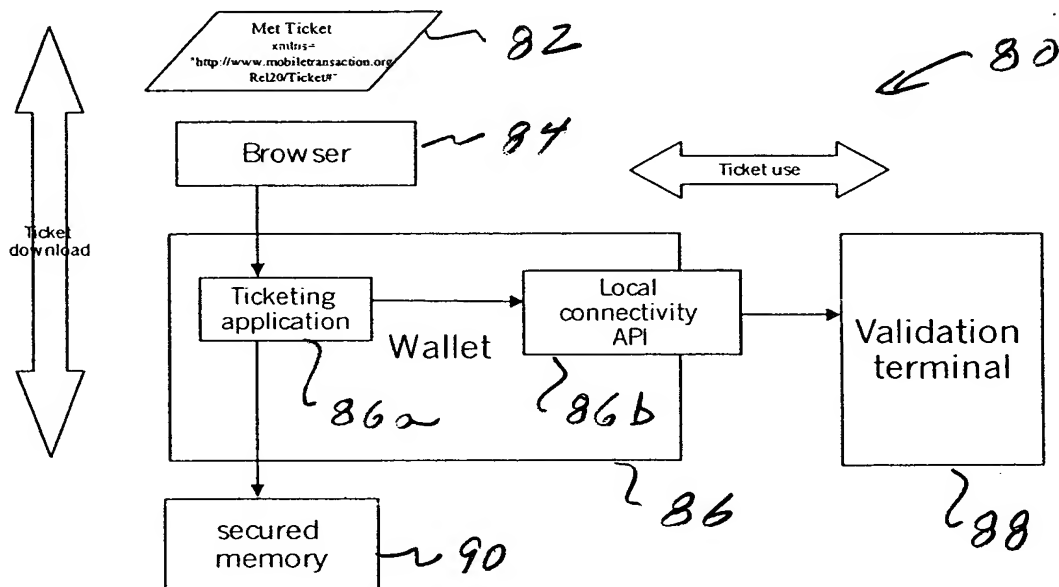 Met Ticket
xmlns=
"http://www.mobiletransaction.org/
Rel20/Ticket#"
82
80
Browser
84
Ticket use
Ticket
download
Ticketing
application
Wallet
Local
connectivity
API
Validation
terminal
86a
86b
86
88
secured
memory
90